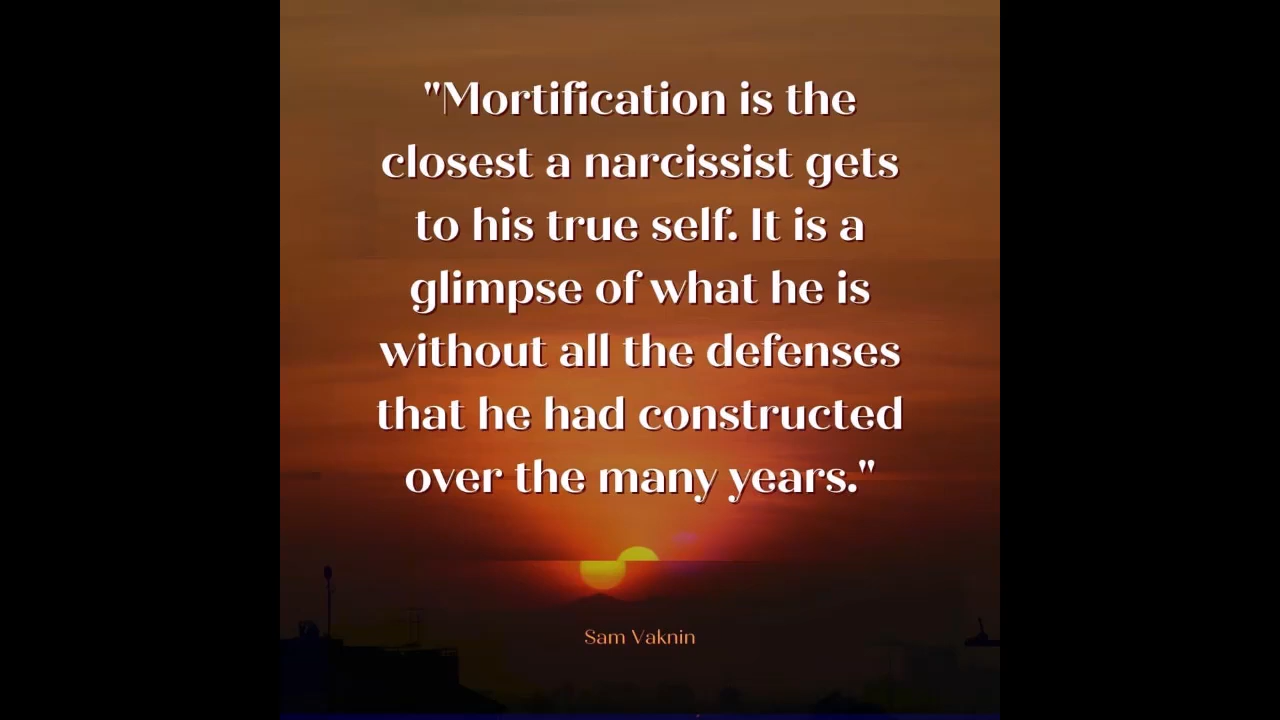 "Mortification is the
closest a narcissist gets
to his true self. It is a
glimpse of what he is
without all the defenses
that he had constructed
over the many years."
Sam Vaknin